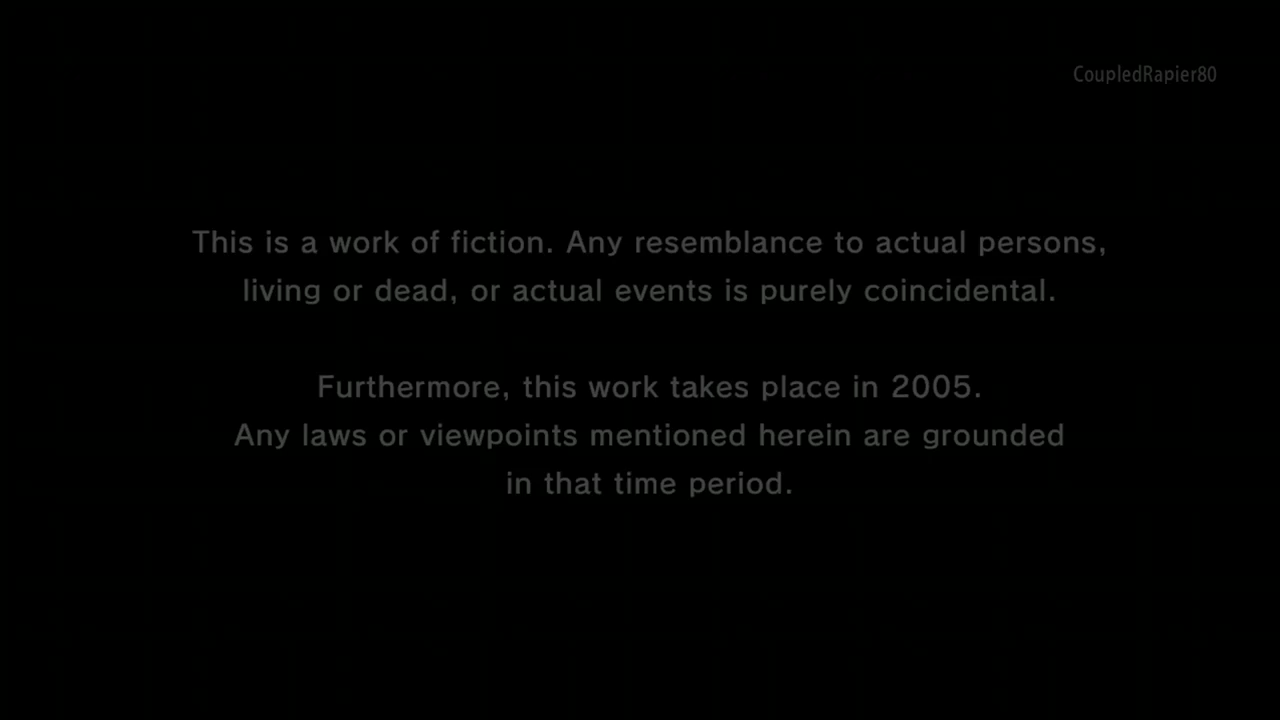 CoupledRapier80
This is a work of fiction. Any resemblance to actual persons,
living or dead, or actual events is purely coincidental.
Furthermore, this work takes place in 2005.
Any laws or viewpoints mentioned herein are grounded
in that time period.